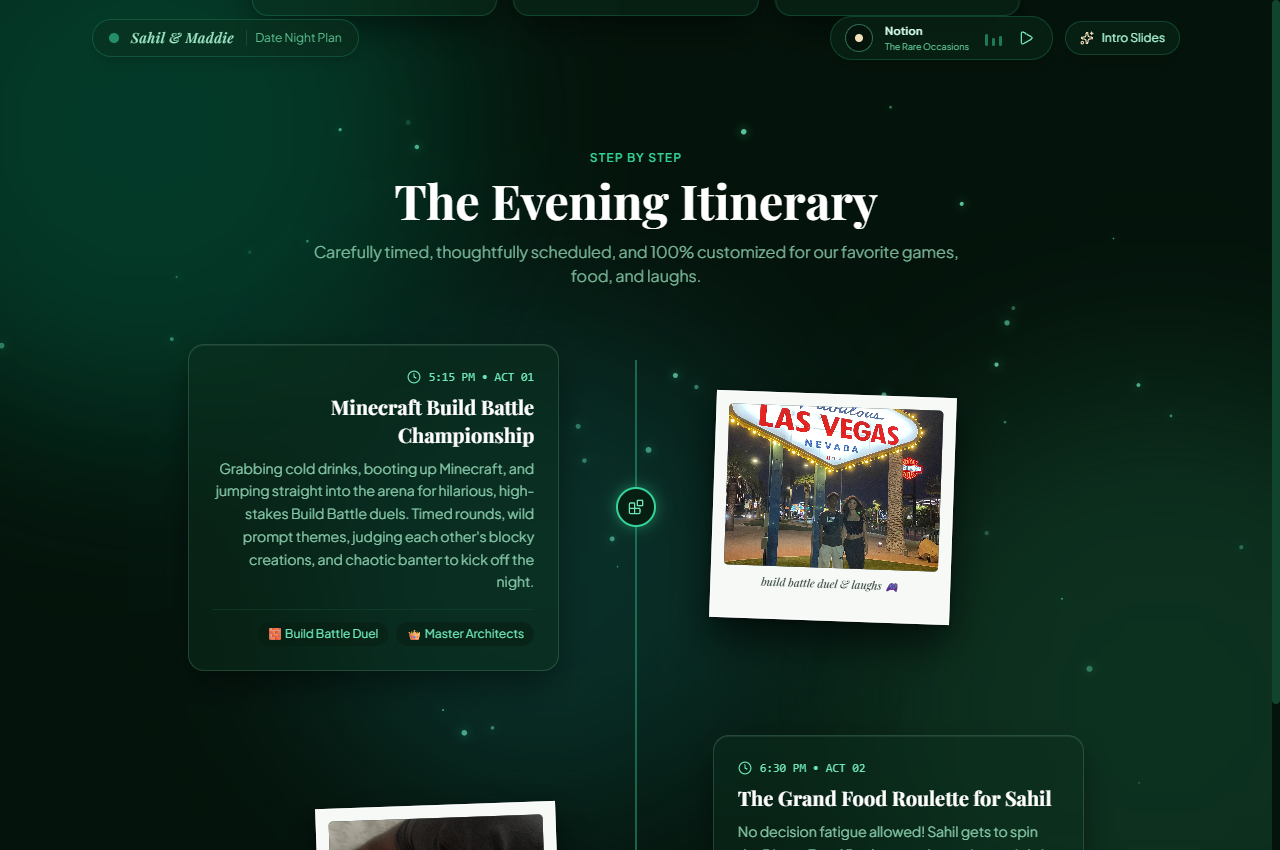 Sahil & Maddie
Date Night Plan
Notion
The Rare Occasions
Intro Slides
STEP BY STEP
The Evening Itinerary
Carefully timed, thoughtfully scheduled, and 100% customized for our favorite games,
food, and laughs.
5:15 PM • ACT 01
Minecraft Build Battle
Championship
Grabbing cold drinks, booting up Minecraft, and
jumping straight into the arena for hilarious, high-
stakes Build Battle duels. Timed rounds, wild
prompt themes, judging each other's blocky
creations, and chaotic banter to kick off the
night.
🧱 Build Battle Duel
👑 Master Architects
LAS VEGAS
NEVADA
build battle duel & laughs 🎮
6:30 PM • ACT 02
The Grand Food Roulette for Sahil
No decision fatigue allowed! Sahil gets to spin